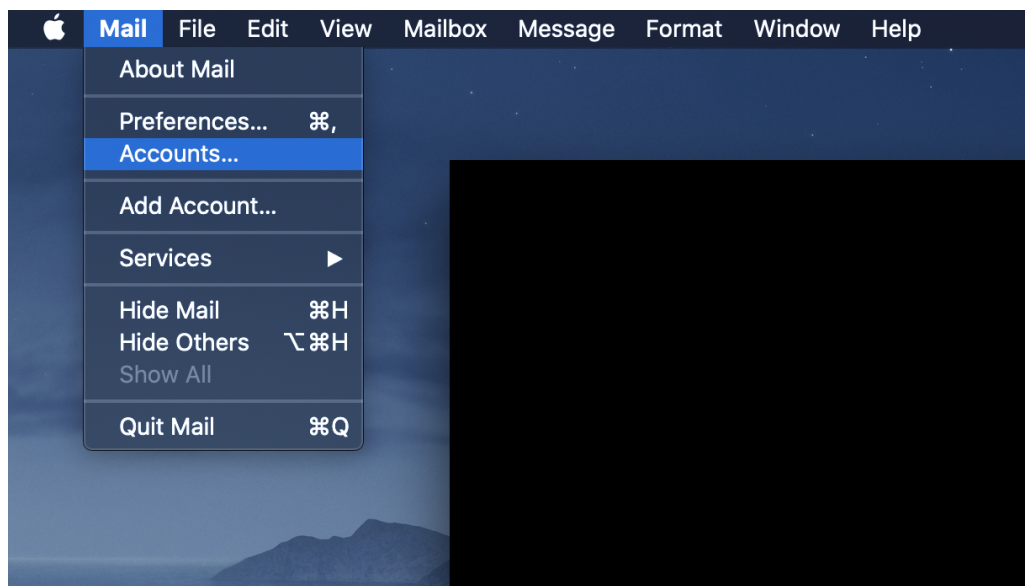 Mail File Edit View Mailbox Message Format Window Help
About Mail
Preferences... ⌘,
Accounts...
Add Account...
Services ▶
Hide Mail ⌘H
Hide Others ⌥⌘H
Show All
Quit Mail ⌘Q